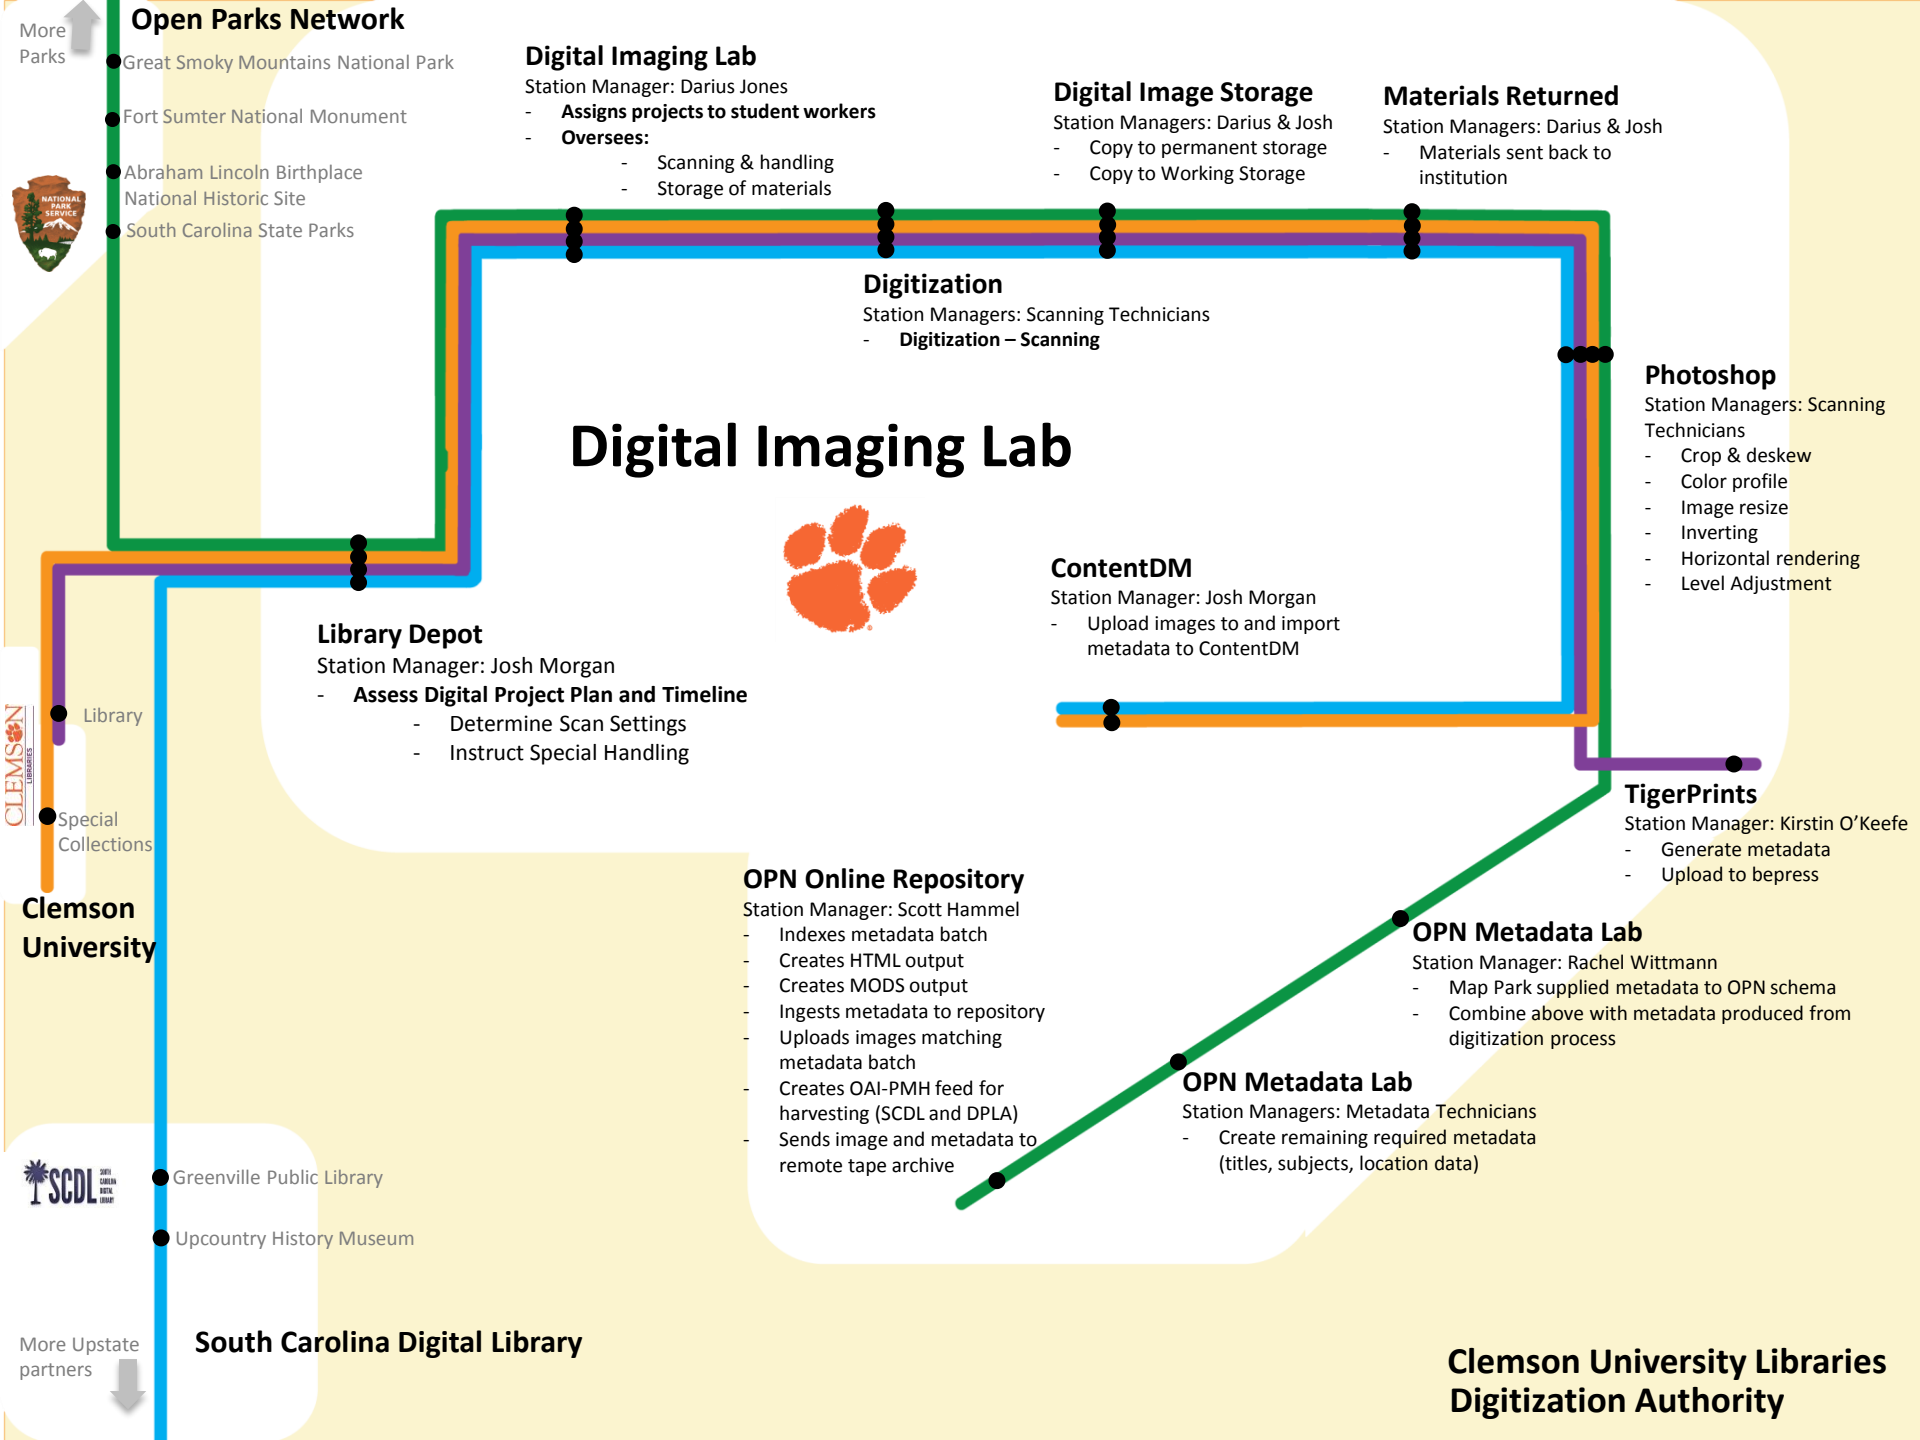 More
Parks
Open Parks Network
Great Smoky Mountains National Park
Fort Sumter National Monument
Abraham Lincoln Birthplace
National Historic Site
South Carolina State Parks
NATIONAL
PARK
SERVICE
Digital Imaging Lab
Station Manager: Darius Jones
- Assigns projects to student workers
- Oversees:
- Scanning & handling
- Storage of materials
Digital Image Storage
Station Managers: Darius & Josh
- Copy to permanent storage
- Copy to Working Storage
Materials Returned
Station Managers: Darius & Josh
- Materials sent back to
institution
Digitization
Station Managers: Scanning Technicians
- Digitization – Scanning
Photoshop
Station Managers: Scanning
Technicians
- Crop & deskew
- Color profile
- Image resize
- Inverting
- Horizontal rendering
- Level Adjustment
Digital Imaging Lab
ContentDM
Station Manager: Josh Morgan
- Upload images to and import
metadata to ContentDM
Library Depot
Station Manager: Josh Morgan
- Assess Digital Project Plan and Timeline
- Determine Scan Settings
- Instruct Special Handling
CLEMSON
LIBRARIES
Library
Special
Collections
Clemson
University
TigerPrints
Station Manager: Kirstin O’Keefe
- Generate metadata
- Upload to bepress
OPN Metadata Lab
Station Manager: Rachel Wittmann
- Map Park supplied metadata to OPN schema
- Combine above with metadata produced from
digitization process
OPN Metadata Lab
Station Managers: Metadata Technicians
- Create remaining required metadata
(titles, subjects, location data)
OPN Online Repository
Station Manager: Scott Hammel
- Indexes metadata batch
- Creates HTML output
- Creates MODS output
- Ingests metadata to repository
- Uploads images matching
metadata batch
- Creates OAI-PMH feed for
harvesting (SCDL and DPLA)
- Sends image and metadata to
remote tape archive
SCDL
SOUTH
CAROLINA
DIGITAL
LIBRARY
Greenville Public Library
Upcountry History Museum
More Upstate
partners
South Carolina Digital Library
Clemson University Libraries
Digitization Authority